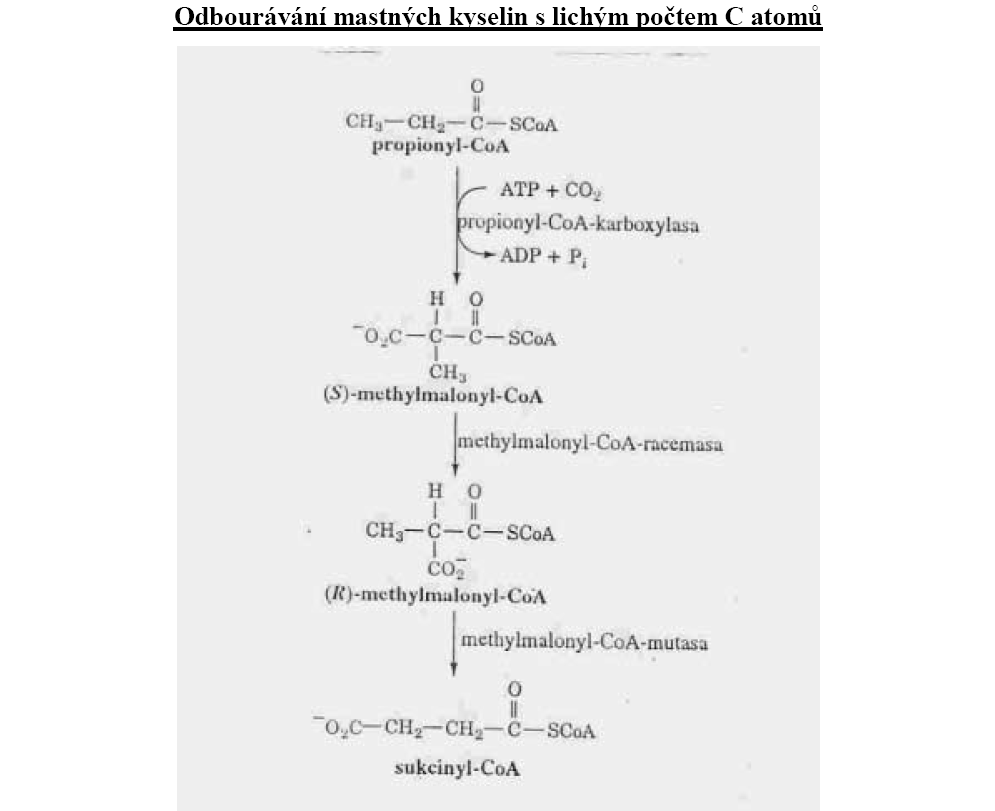 Odbourávání mastných kyselin s lichým počtem C atomů
O
CH₃—CH₂—C—SCoA
propionyl-CoA
ATP + CO₂
propionyl-CoA-karboxylasa
ADP + Pᵢ
H O
⁻O₂C—C—C—SCoA
CH₃
(S)-methylmalonyl-CoA
methylmalonyl-CoA-racemasa
H O
CH₃—C—C—SCoA
CO₂⁻
(R)-methylmalonyl-CoA
methylmalonyl-CoA-mutasa
O
⁻O₂C—CH₂—CH₂—C—SCoA
sukcinyl-CoA